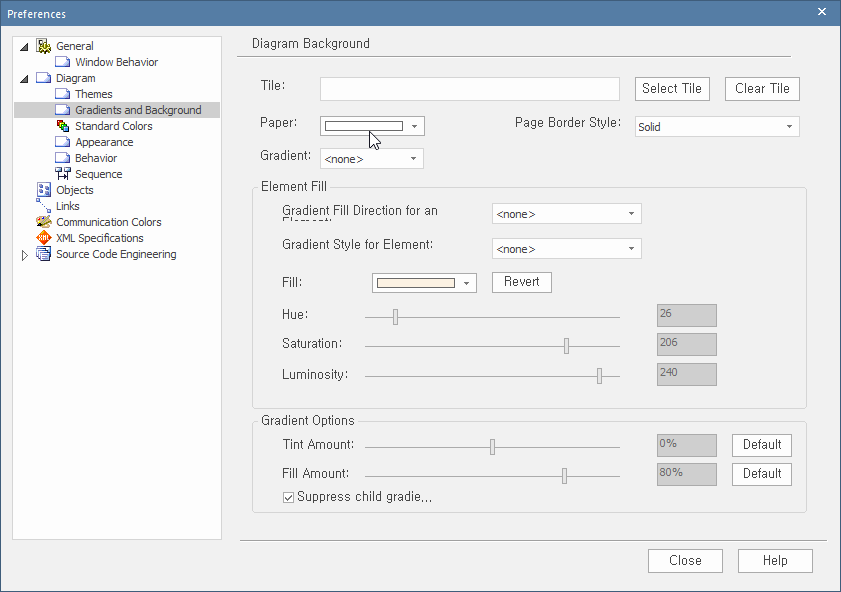 Preferences
General
Window Behavior
Diagram
Themes
Gradients and Background
Standard Colors
Appearance
Behavior
Sequence
Objects
Links
Communication Colors
XML Specifications
Source Code Engineering
Diagram Background
Tile:
Select Tile
Clear Tile
Paper:
Page Border Style:
Solid
Gradient:
<none>
Element Fill
Gradient Fill Direction for an
Element:
<none>
Gradient Style for Element:
<none>
Fill:
Revert
Hue:
26
Saturation:
206
Luminosity:
240
Gradient Options
Tint Amount:
0%
Default
Fill Amount:
80%
Default
Suppress child gradie...
Close
Help